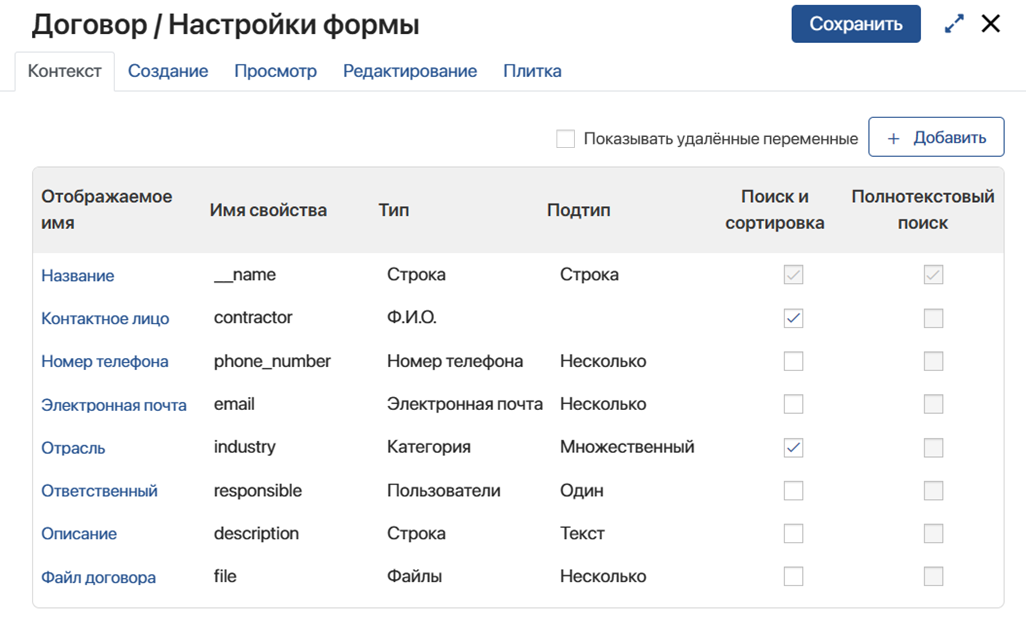 Договор / Настройки формы
Сохранить
Контекст Создание Просмотр Редактирование Плитка
Показывать удалённые переменные
+ Добавить
Отображаемое имя Имя свойства Тип Подтип Поиск и сортировка Полнотекстовый поиск
Название __name Строка Строка
Контактное лицо contractor Ф.И.О.
Номер телефона phone_number Номер телефона Несколько
Электронная почта email Электронная почта Несколько
Отрасль industry Категория Множественный
Ответственный responsible Пользователи Один
Описание description Строка Текст
Файл договора file Файлы Несколько